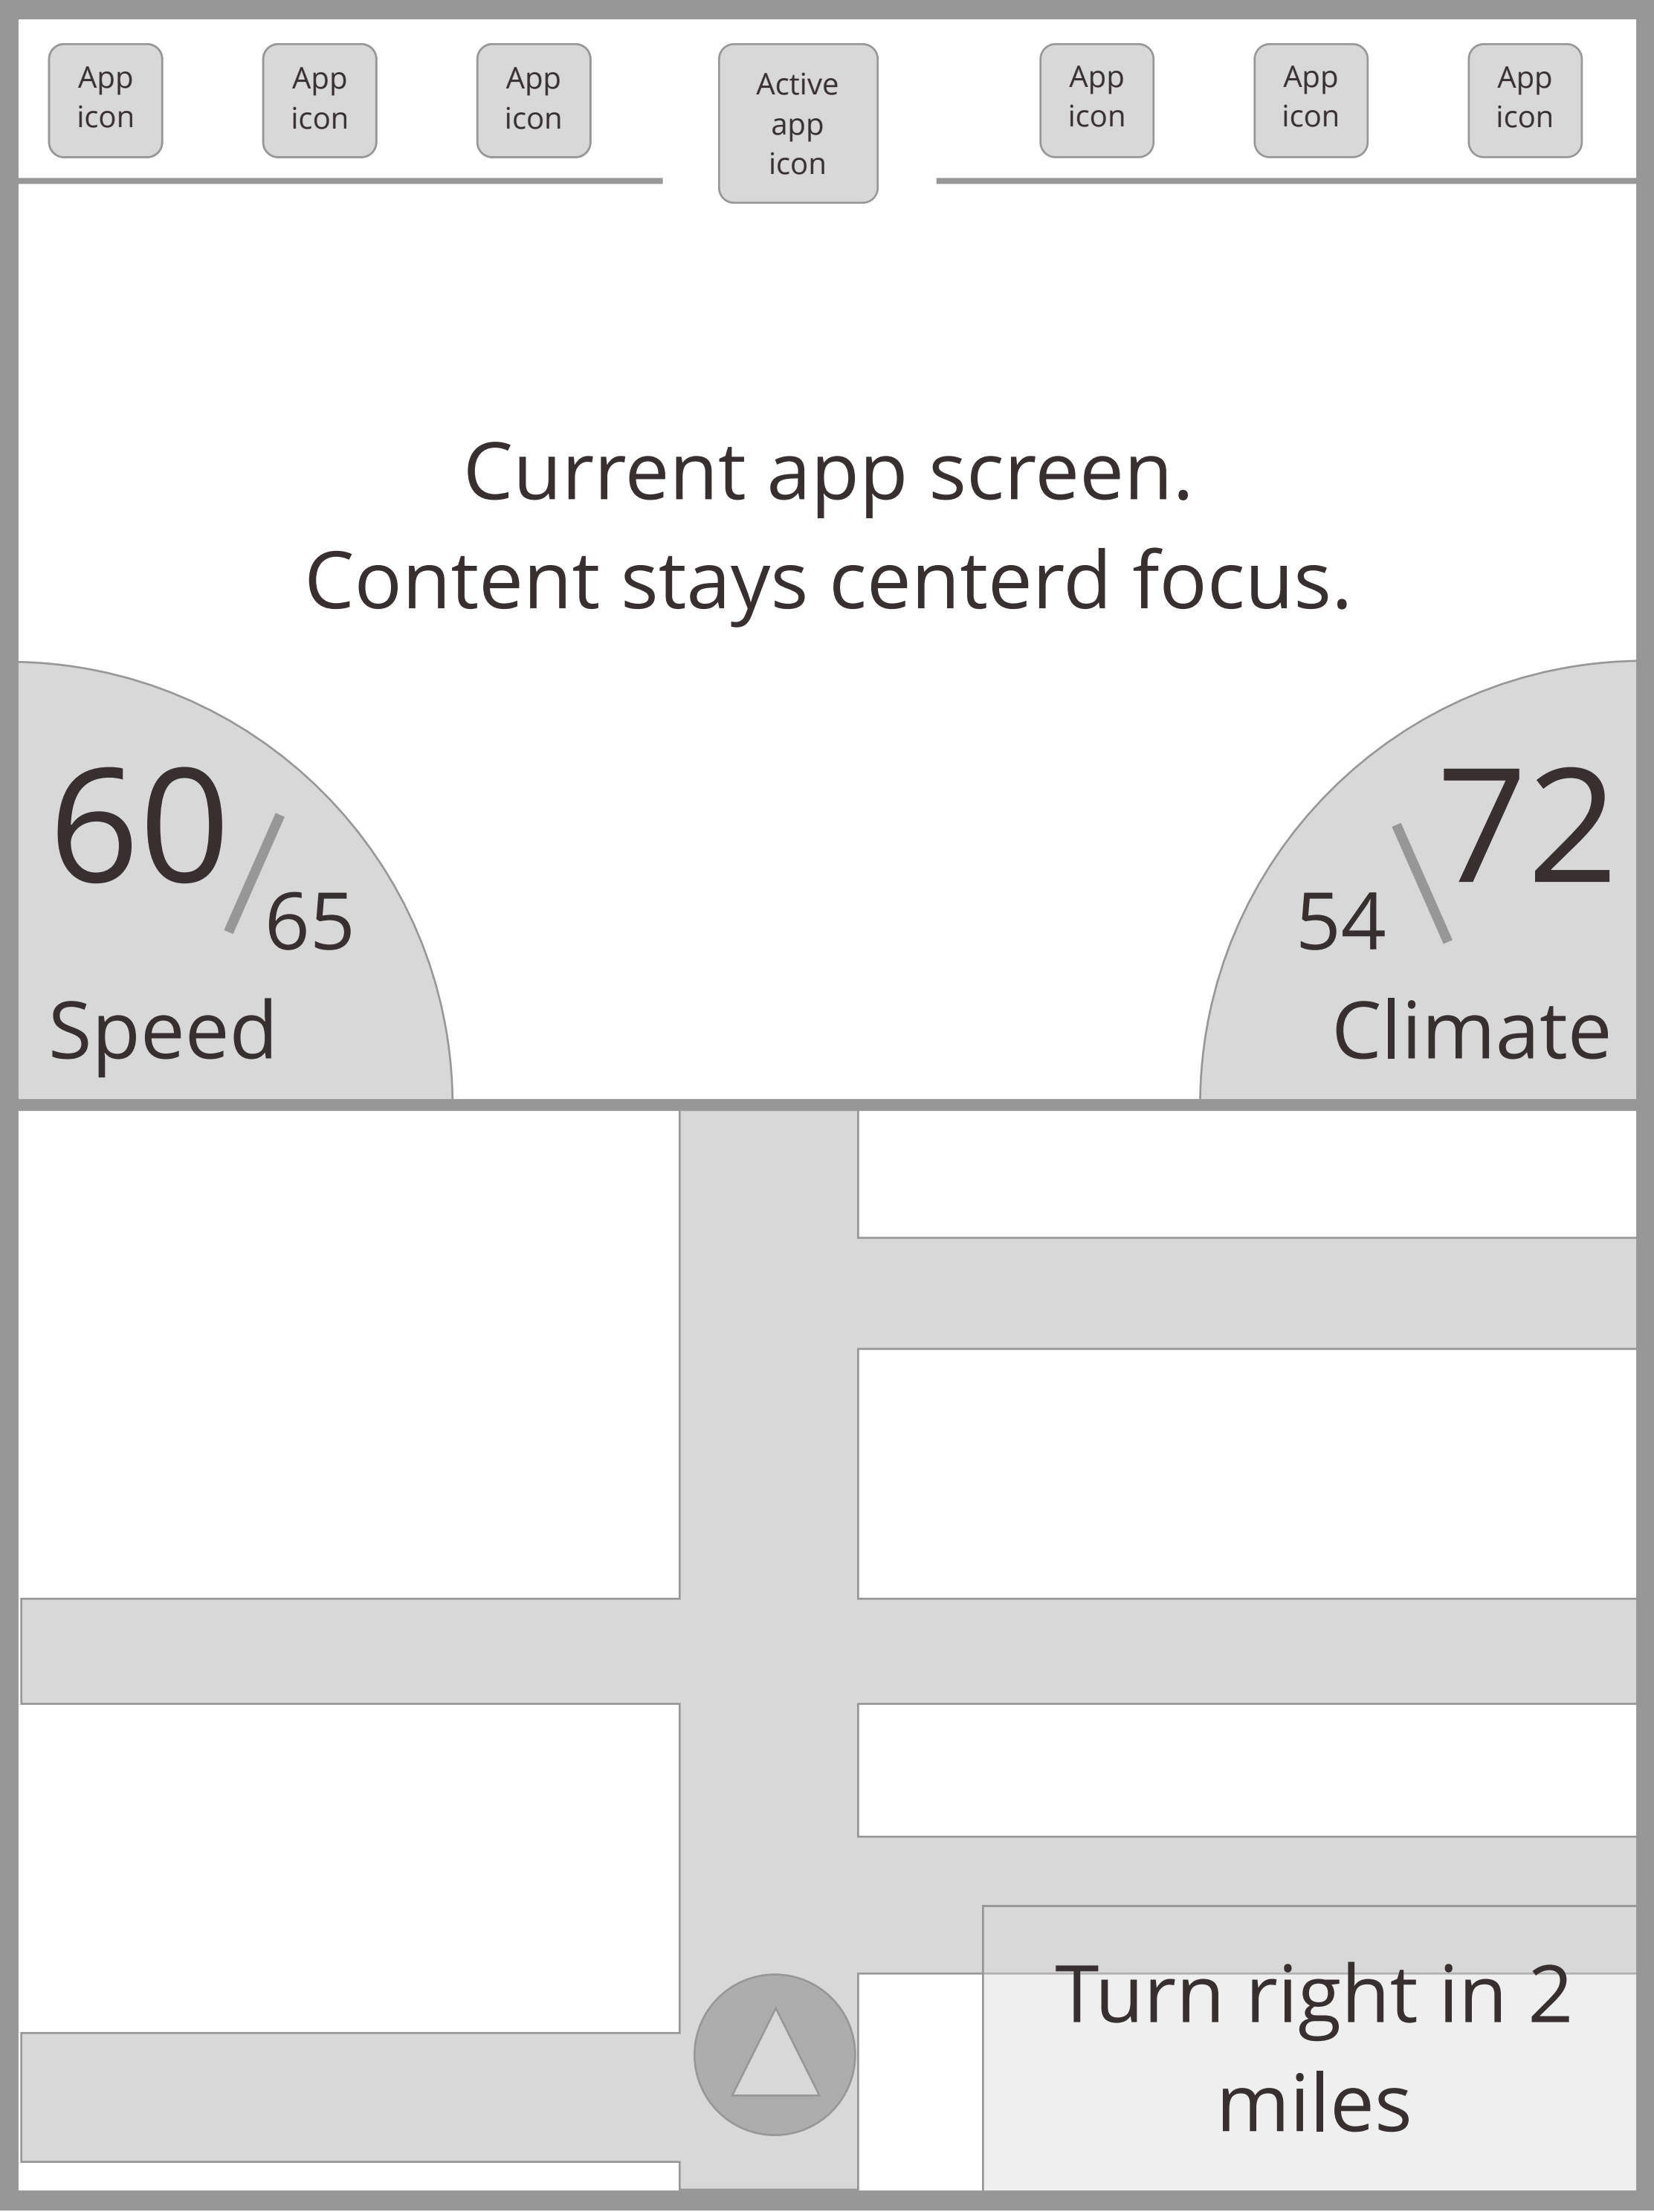 App
icon
App
icon
App
icon
Active
app
icon
App
icon
App
icon
App
icon
Current app screen.
Content stays centerd focus.
60
65
Speed
72
54
Climate
Turn right in 2
miles